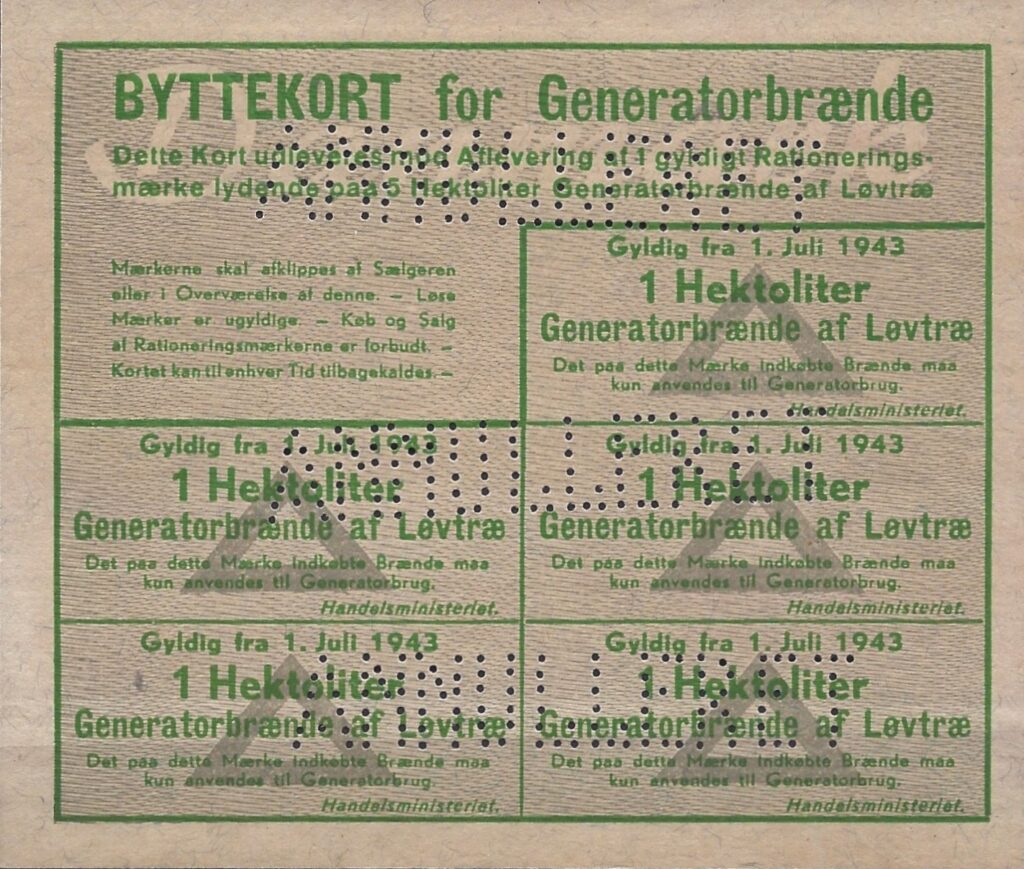 BYTTEKORT for Generatorbrænde
Dette Kort udleveres mod Aflevering af 1 gyldigt Rationerings-
mærke lydende paa 5 Hektoliter Generatorbrænde af Løvtræ
Mærkerne skal afklippes af Sælgeren
eller i Overværelse af denne. — Løse
Mærker er ugyldige. — Køb og Salg
af Rationeringsmærkerne er forbudt. —
Kortet kan til enhver Tid tilbagekaldes. —
Gyldig fra 1. Juli 1943
1 Hektoliter
Generatorbrænde af Løvtræ
Det paa dette Mærke indkøbte Brænde maa
kun anvendes til Generatorbrug.
Handelsministeriet.
Gyldig fra 1. Juli 1943
1 Hektoliter
Generatorbrænde af Løvtræ
Det paa dette Mærke indkøbte Brænde maa
kun anvendes til Generatorbrug.
Handelsministeriet.
Gyldig fra 1. Juli 1943
1 Hektoliter
Generatorbrænde af Løvtræ
Det paa dette Mærke indkøbte Brænde maa
kun anvendes til Generatorbrug.
Handelsministeriet.
Gyldig fra 1. Juli 1943
1 Hektoliter
Generatorbrænde af Løvtræ
Det paa dette Mærke indkøbte Brænde maa
kun anvendes til Generatorbrug.
Handelsministeriet.
Gyldig fra 1. Juli 1943
1 Hektoliter
Generatorbrænde af Løvtræ
Det paa dette Mærke indkøbte Brænde maa
kun anvendes til Generatorbrug.
Handelsministeriet.
ANNULLERET
ANNULLERET
ANNULLERET